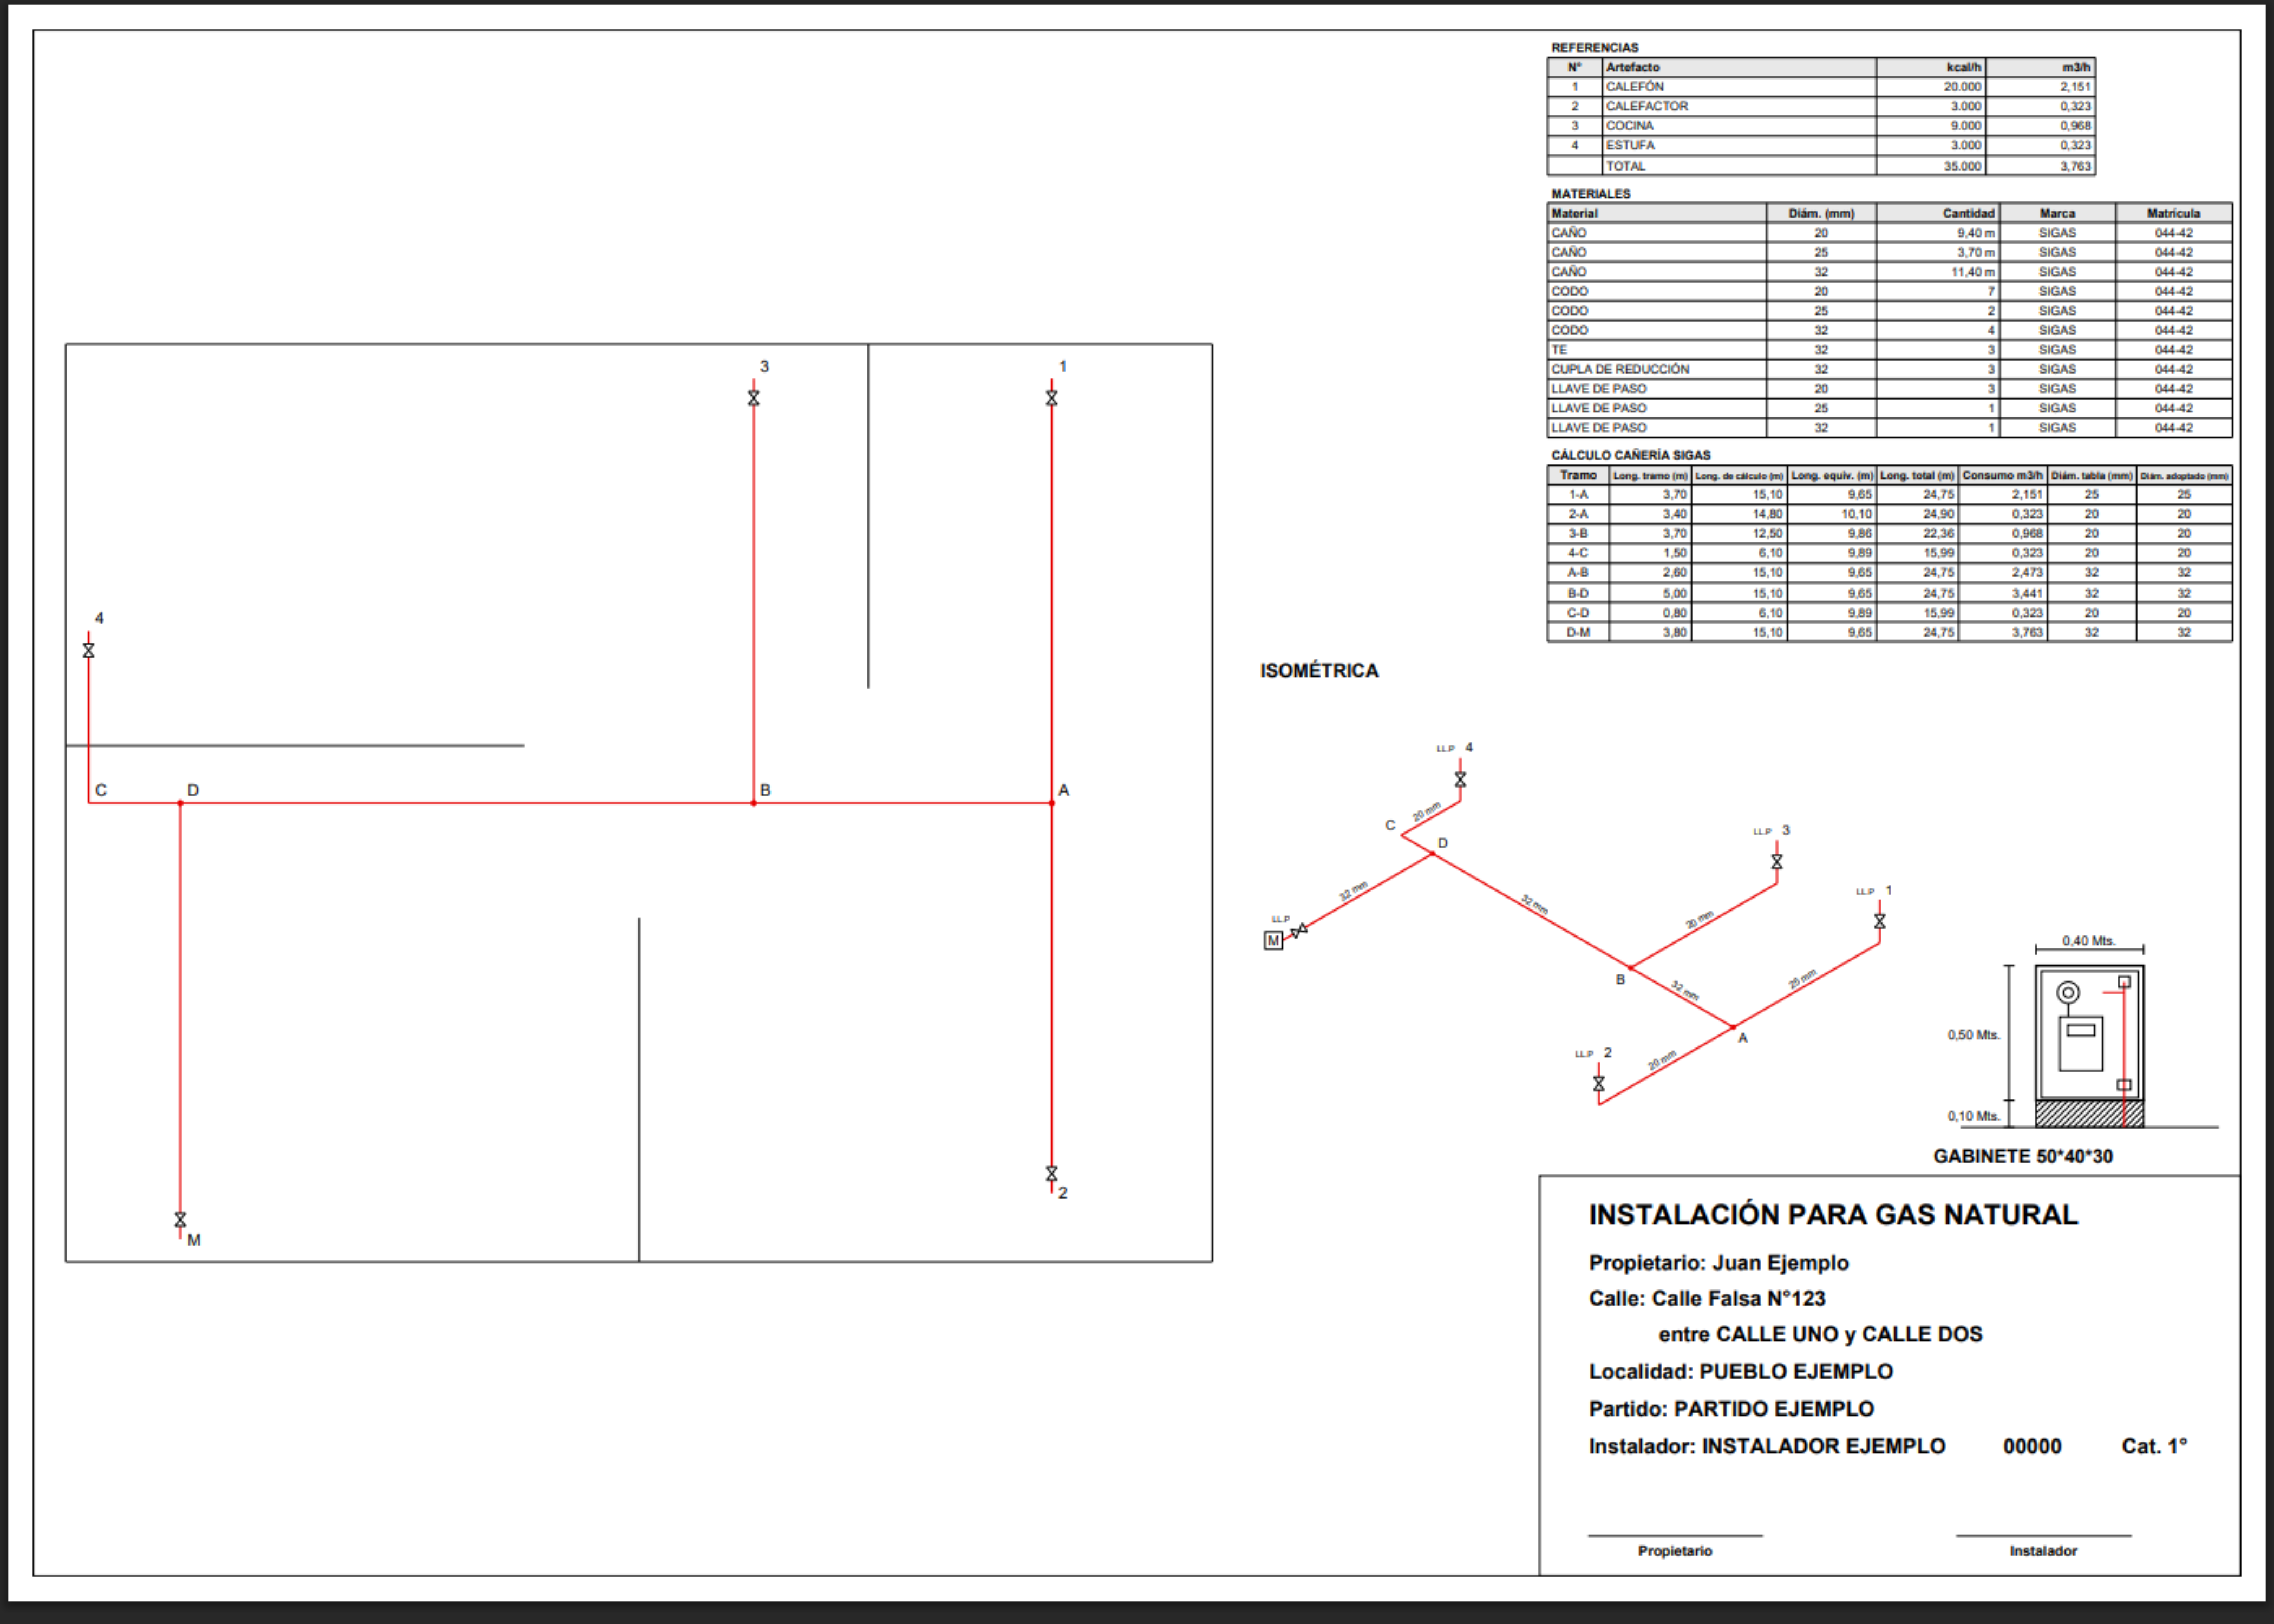 REFERENCIAS
N° Artefacto kcal/h m3/h
1 CALEFÓN 20.000 2,151
2 CALEFACTOR 3.000 0,323
3 COCINA 9.000 0,968
4 ESTUFA 3.000 0,323
TOTAL 35.000 3,763
MATERIALES
Material Diám. (mm) Cantidad Marca Matrícula
CAÑO 20 9,40 m SIGAS 044-42
CAÑO 25 3,70 m SIGAS 044-42
CAÑO 32 11,40 m SIGAS 044-42
CODO 20 7 SIGAS 044-42
CODO 25 2 SIGAS 044-42
CODO 32 4 SIGAS 044-42
TE 32 3 SIGAS 044-42
CUPLA DE REDUCCIÓN 32 3 SIGAS 044-42
LLAVE DE PASO 20 3 SIGAS 044-42
LLAVE DE PASO 25 1 SIGAS 044-42
LLAVE DE PASO 32 1 SIGAS 044-42
CÁLCULO CAÑERÍA SIGAS
Tramo Long. tramo (m) Long. de cálculo (m) Long. equiv. (m) Long. total (m) Consumo m3/h Diám. tabla (mm) Diám. adoptado (mm)
1-A 3,70 15,10 9,65 24,75 2,151 25 25
2-A 3,40 14,80 10,10 24,90 0,323 20 20
3-B 3,70 12,50 9,86 22,36 0,968 20 20
4-C 1,50 6,10 9,89 15,99 0,323 20 20
A-B 2,60 15,10 9,65 24,75 2,473 32 32
B-D 5,00 15,10 9,65 24,75 3,441 32 32
C-D 0,80 6,10 9,89 15,99 0,323 20 20
D-M 3,80 15,10 9,65 24,75 3,763 32 32
3
1
4
C
D
B
A
2
M
ISOMÉTRICA
LL.P 4
20 mm
C
D
LL.P 3
32 mm
LL.P 1
32 mm
LL.P
M
20 mm
B
32 mm
25 mm
A
LL.P 2
20 mm
0,40 Mts.
0,50 Mts.
0,10 Mts.
GABINETE 50*40*30
INSTALACIÓN PARA GAS NATURAL
Propietario: Juan Ejemplo
Calle: Calle Falsa N°123
entre CALLE UNO y CALLE DOS
Localidad: PUEBLO EJEMPLO
Partido: PARTIDO EJEMPLO
Instalador: INSTALADOR EJEMPLO 00000 Cat. 1°
Propietario
Instalador